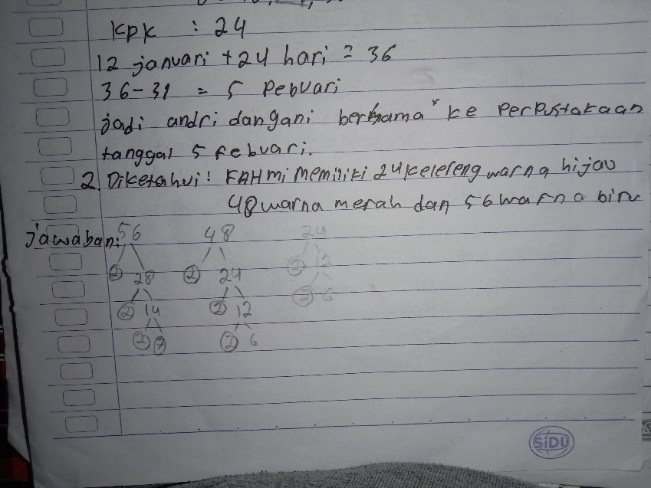 KPK : 24
12 januari + 24 hari = 36
36 - 31 = 5 Pebuari
jadi andri dan gani bersama" ke Perpustakaan
tanggal 5 febuari.
2. Diketahui: FAHmi memiliki 24 kelereng warna hijau
48 warna merah dan 56 warna biru
jawaban: 56 48 24
2 28 2 24 2 12
2 14 2 12 2 6
2 7 2 6
SiDU